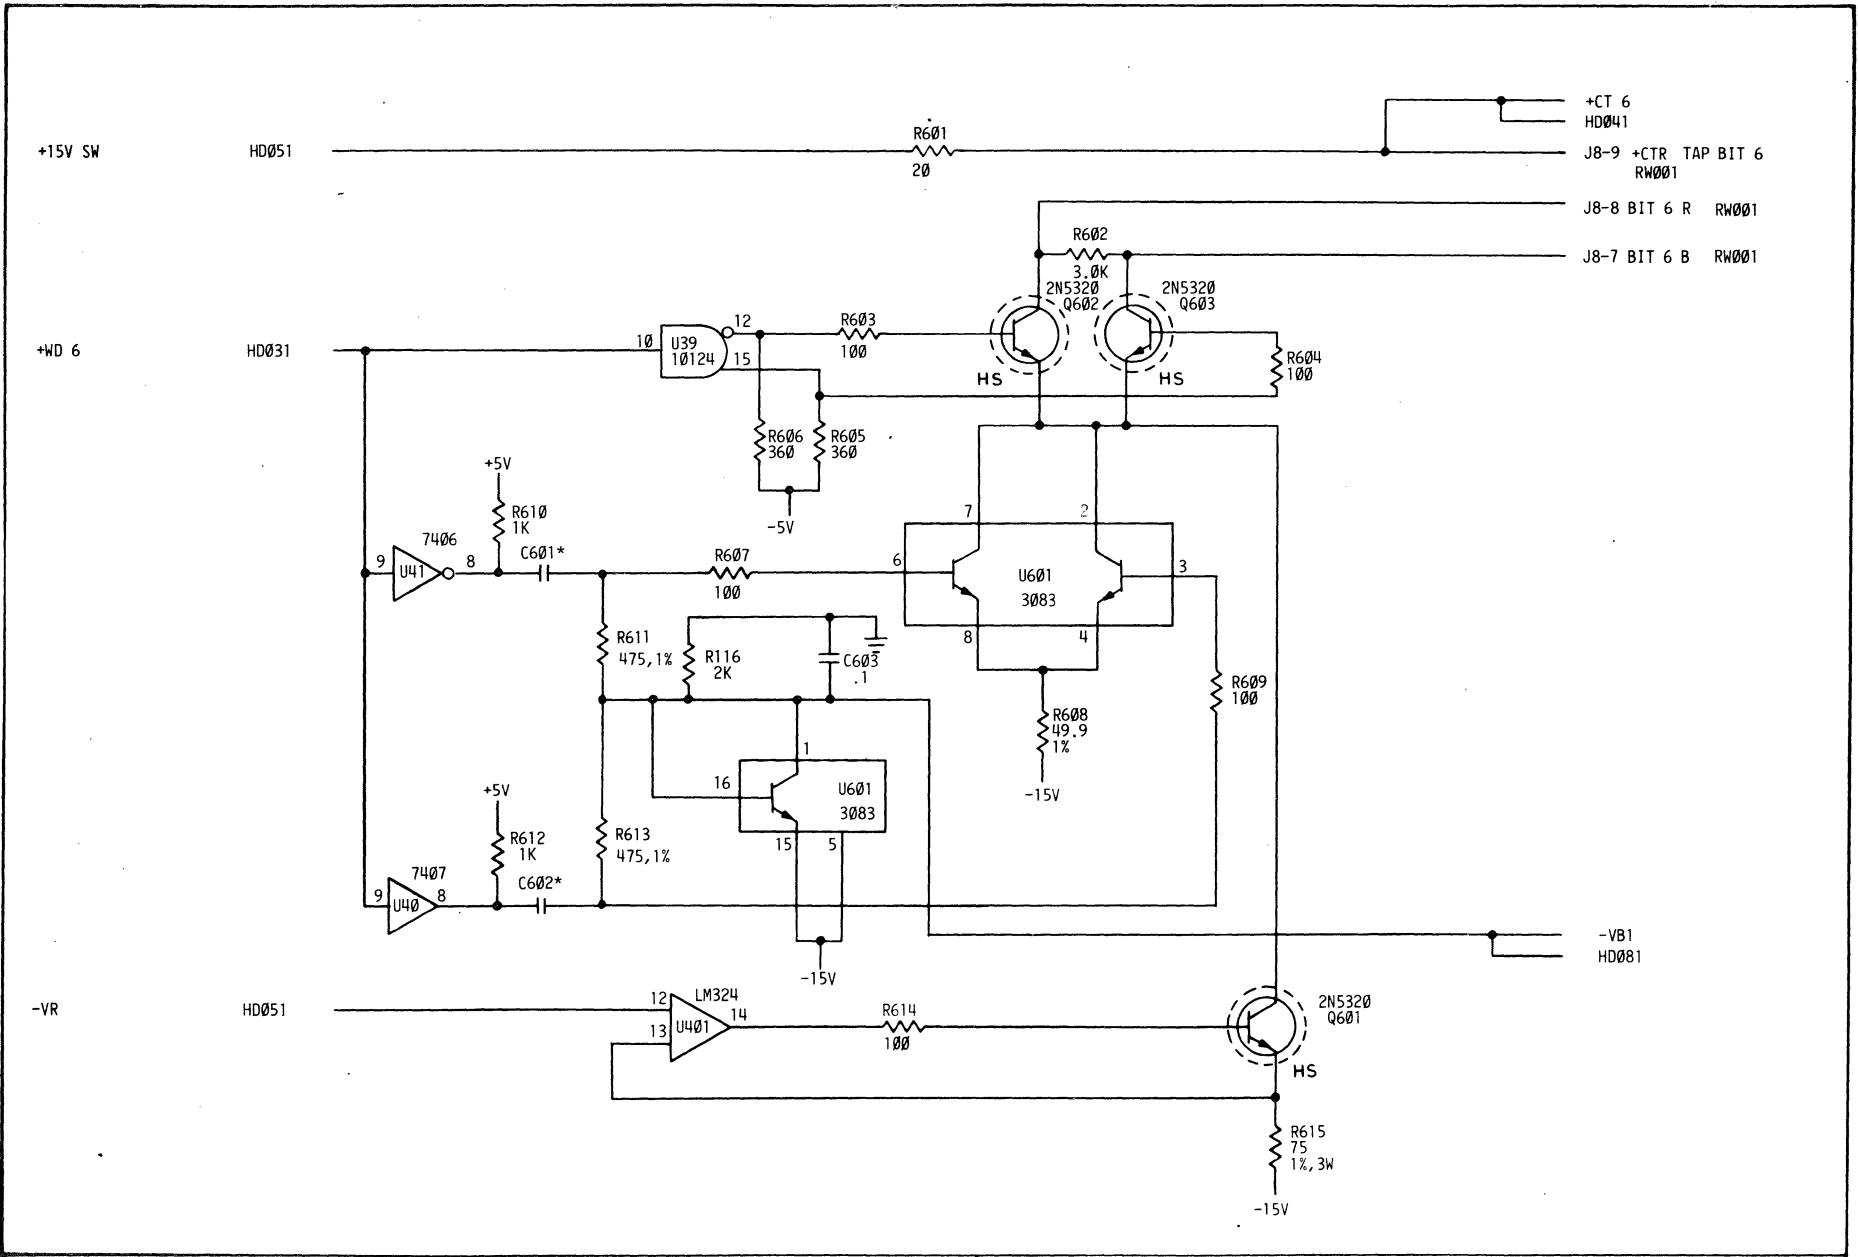 +CT 6
HDØ41
R6Ø1
2Ø
+15V SW HDØ51
J8-9 +CTR TAP BIT 6
RWØØ1
J8-8 BIT 6 R RWØØ1
R6Ø2
3.ØK
J8-7 BIT 6 B RWØØ1
2N532Ø
Q6Ø2
2N532Ø
Q6Ø3
HS
HS
+WD 6 HDØ31
1Ø
U39
1Ø124
12
15
R6Ø3
1ØØ
R6Ø4
1ØØ
R6Ø6
36Ø
R6Ø5
36Ø
-5V
+5V
R61Ø
1K
7406
9
U41
8
C6Ø1*
R6Ø7
1ØØ
7
2
6
3
U6Ø1
3Ø83
8
4
R611
475,1%
R116
2K
C6Ø3
.1
R6Ø8
49.9
1%
-15V
R6Ø9
1ØØ
1
16
U6Ø1
3Ø83
15
5
-15V
+5V
R612
1K
R613
475,1%
7407
9
U4Ø
8
C6Ø2*
-VB1
HDØ81
-VR HDØ51
12
13
LM324
U4Ø1
14
R614
1ØØ
2N532Ø
Q6Ø1
HS
R615
75
1%,3W
-15V